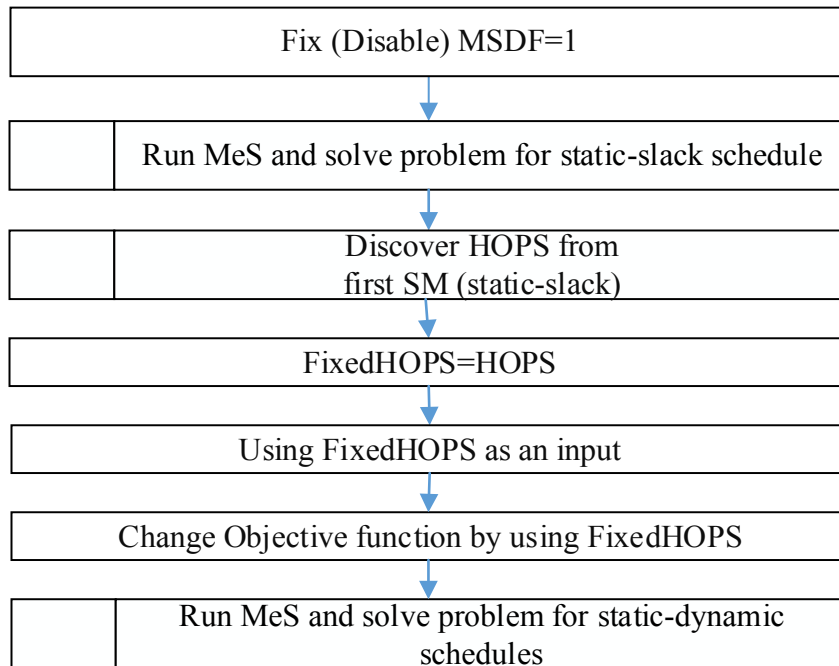 Fix (Disable) MSDF=1
Run MeS and solve problem for static-slack schedule
Discover HOPS from
first SM (static-slack)
FixedHOPS=HOPS
Using FixedHOPS as an input
Change Objective function by using FixedHOPS
Run MeS and solve problem for static-dynamic
schedules